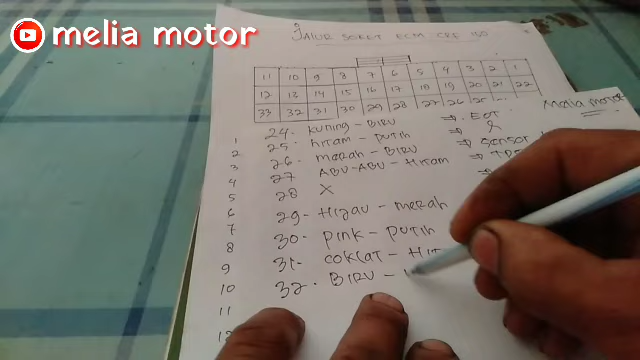 melia motor
JALUR SOKET ECM CRF 150
11 10 9 8 7 6 5 4 3 2 1
12 13 14 15 16 17 18 19 20 21 22
33 32 31 30 29 28 27 26 25
melia motor
1 24. KUNING - BIRU ⇒ EOT
2 25. HITAM - PUTIH ⇒
3 26. MERAH - BIRU ⇒ SENSOR
4 27 ABU-ABU - HITAM ⇒ TPS
5 28 X ⇒
6 29 - HIJAU - MERAH
7
8 30. PINK - PUTIH
9 31. COKLAT - HIT
10 32. BIRU -
11
12